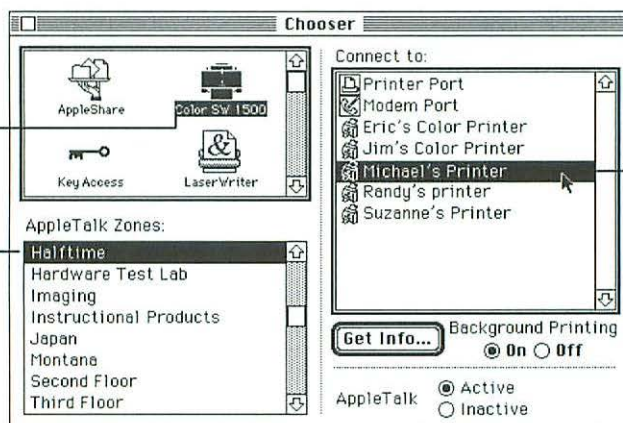 Chooser
AppleShare
Color SW 1500
Key Access
LaserWriter
AppleTalk Zones:
Halftime
Hardware Test Lab
Imaging
Instructional Products
Japan
Montana
Second Floor
Third Floor
Connect to:
Printer Port
Modem Port
Eric's Color Printer
Jim's Color Printer
Michael's Printer
Randy's printer
Suzanne's Printer
Get Info...
Background Printing
On Off
AppleTalk
Active
Inactive